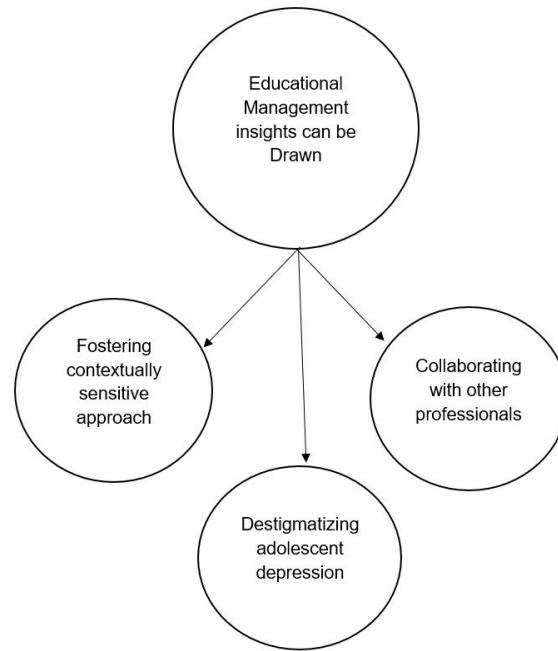 Educational
Management
insights can be
Drawn
Fostering
contextually
sensitive
approach
Collaborating
with other
professionals
Destigmatizing
adolescent
depression